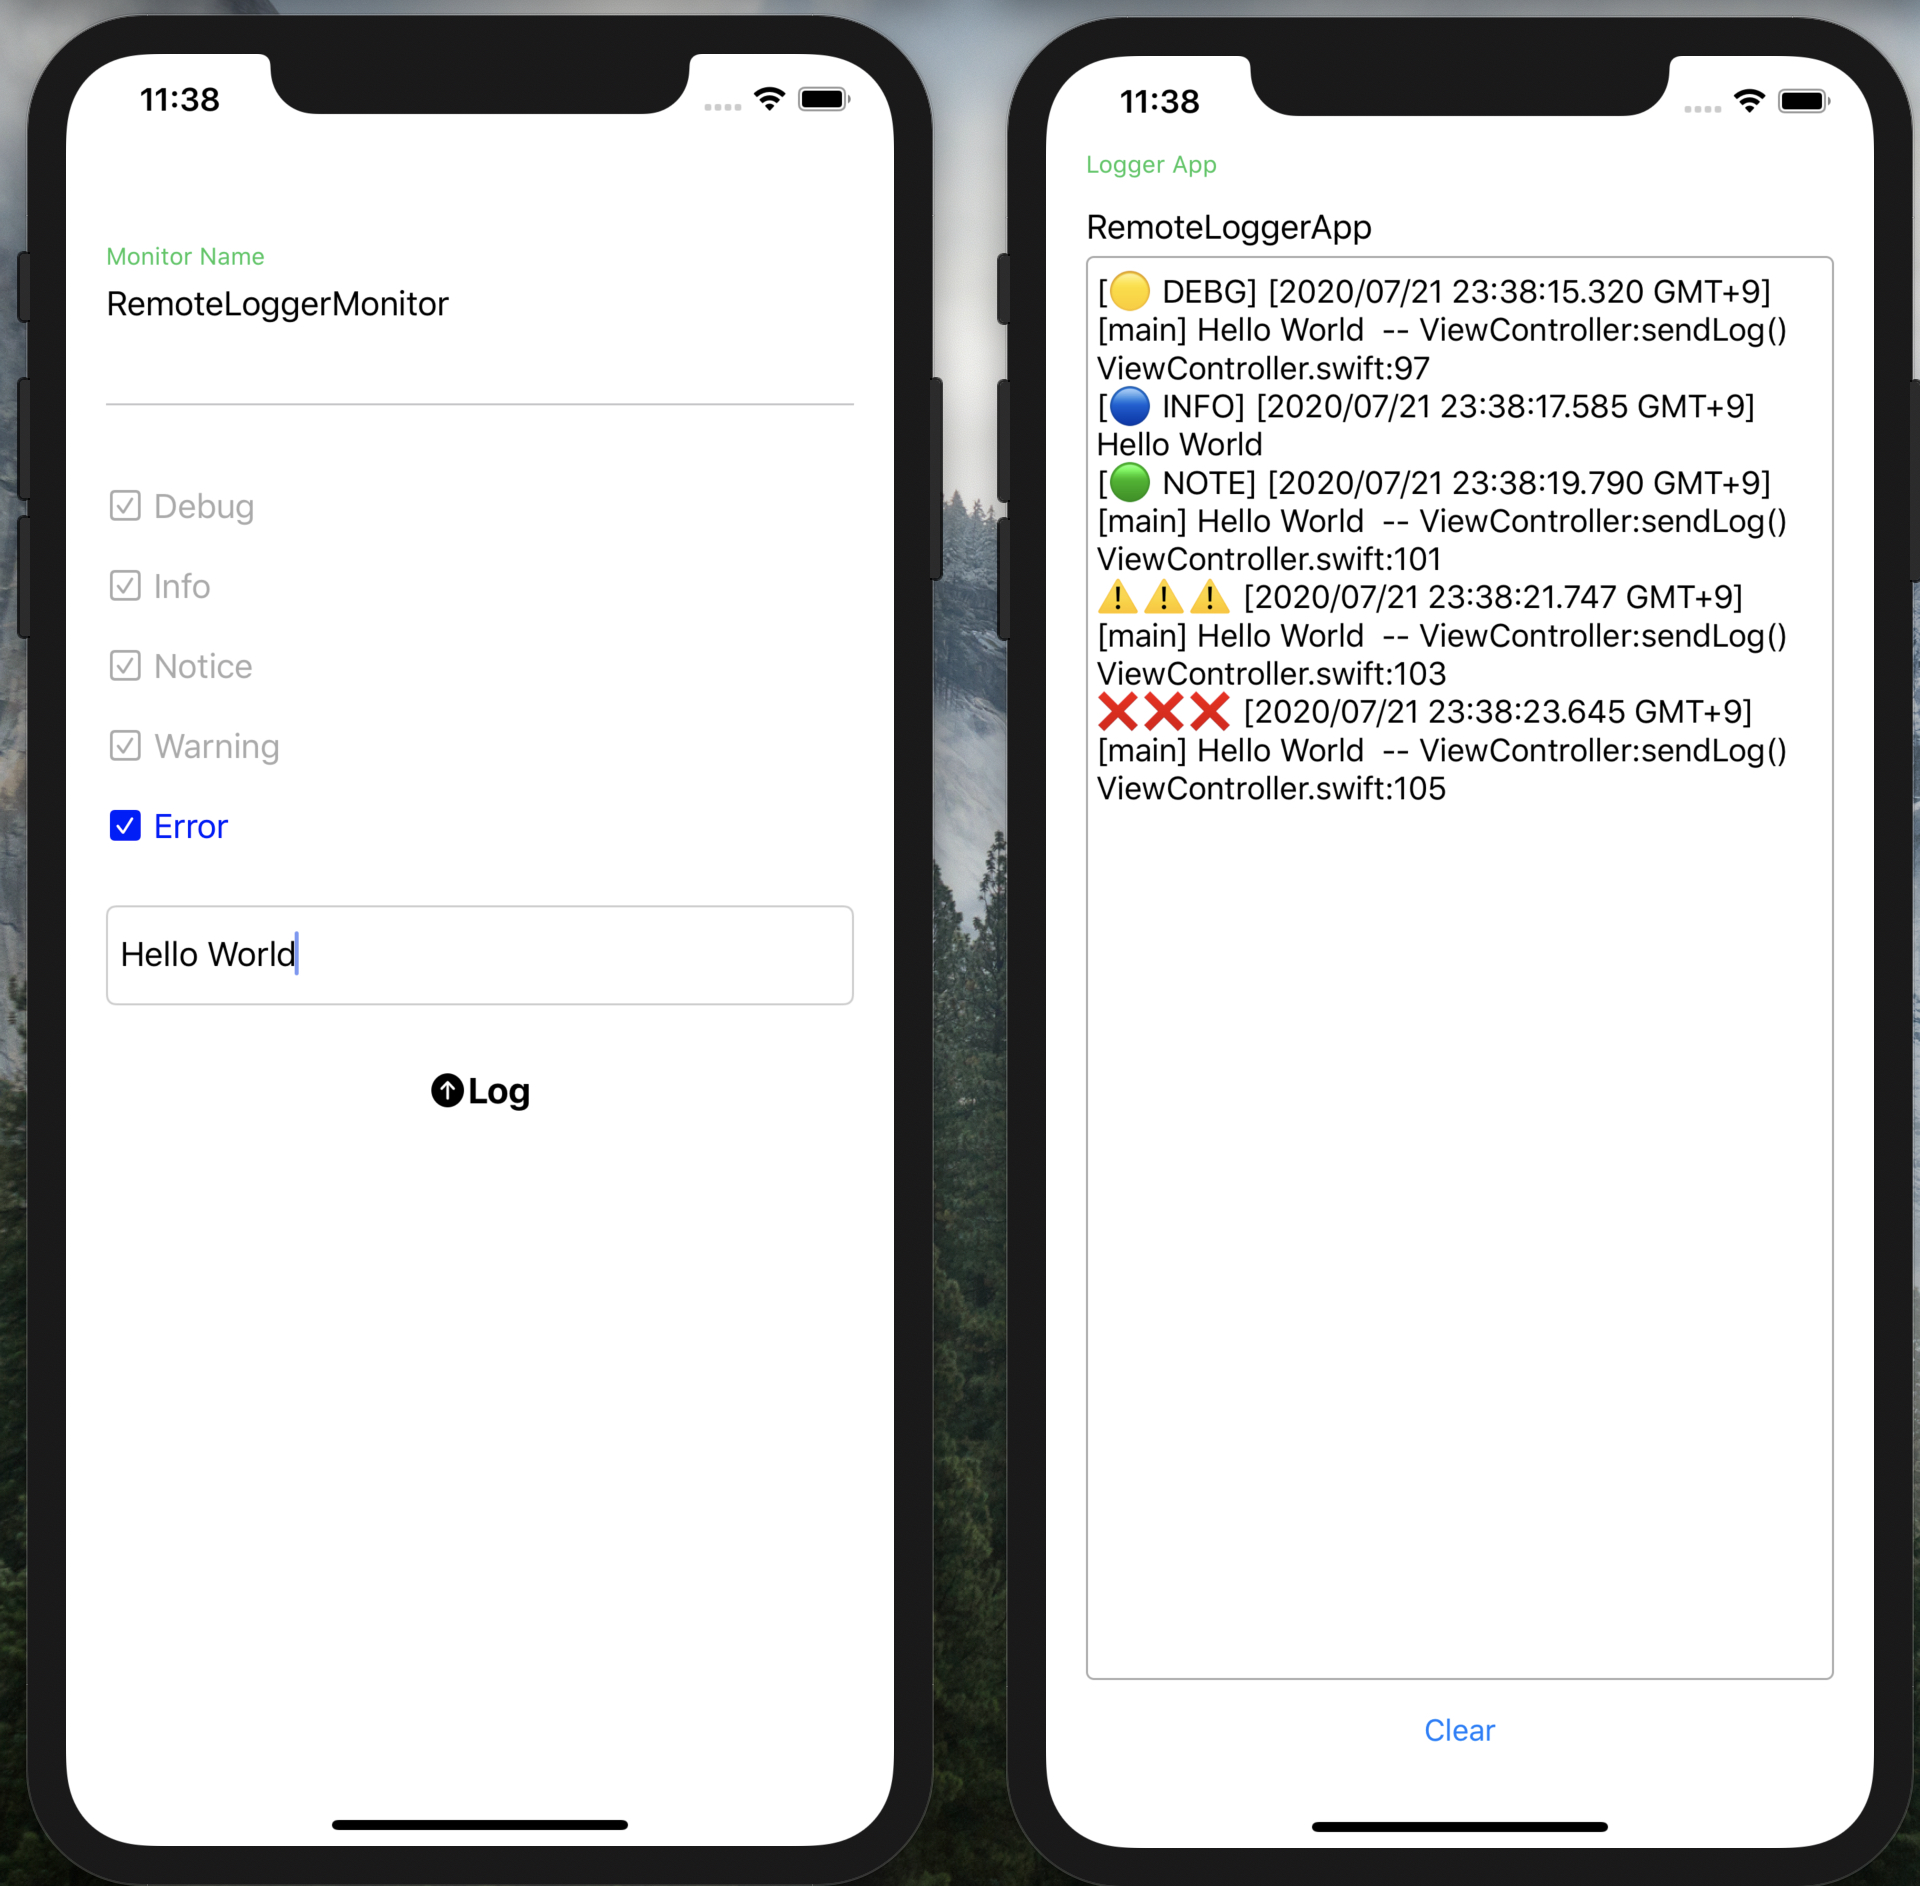 11:38
Monitor Name
RemoteLoggerMonitor
Debug
Info
Notice
Warning
Error
Hello World
Log
11:38
Logger App
RemoteLoggerApp
[🟡 DEBG] [2020/07/21 23:38:15.320 GMT+9]
[main] Hello World  -- ViewController:sendLog()
ViewController.swift:97
[🔵 INFO] [2020/07/21 23:38:17.585 GMT+9]
Hello World
[🟢 NOTE] [2020/07/21 23:38:19.790 GMT+9]
[main] Hello World  -- ViewController:sendLog()
ViewController.swift:101
⚠️⚠️⚠️ [2020/07/21 23:38:21.747 GMT+9]
[main] Hello World  -- ViewController:sendLog()
ViewController.swift:103
❌❌❌ [2020/07/21 23:38:23.645 GMT+9]
[main] Hello World  -- ViewController:sendLog()
ViewController.swift:105
Clear